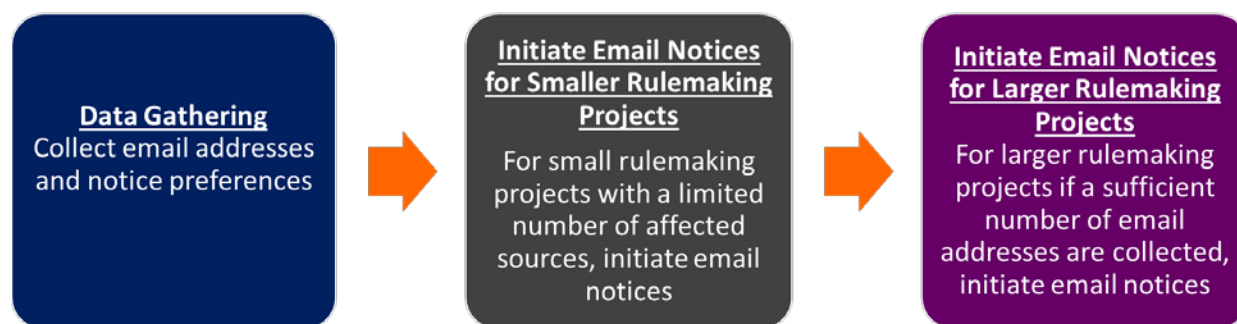 Data Gathering
Collect email addresses
and notice preferences
Initiate Email Notices
for Smaller Rulemaking
Projects
For small rulemaking
projects with a limited
number of affected
sources, initiate email
notices
Initiate Email Notices
for Larger Rulemaking
Projects
For larger rulemaking
projects if a sufficient
number of email
addresses are collected,
initiate email notices